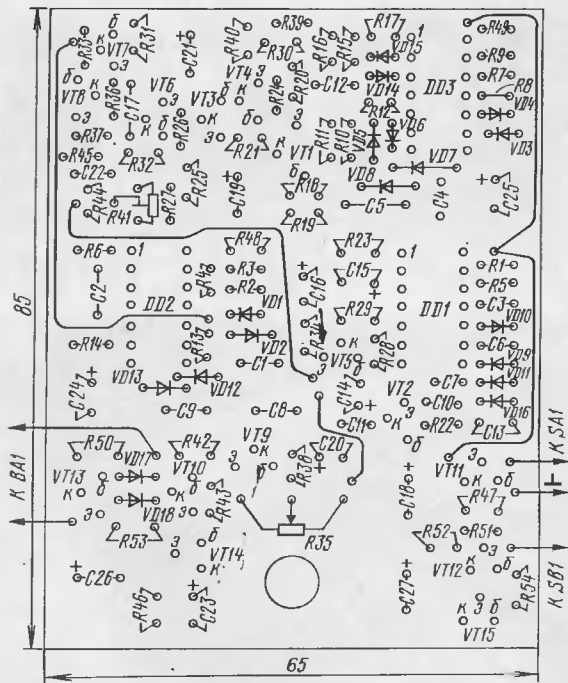 R33
VT7
б
к
э
R31
C21
R40
R39
R30
R16
R15
R17
VD15
1
DD3
R49
R9
R7
R8
VD4
VD3
VT8
б
к
э
R36
C17
VT6
э
к
б
VT3
э
к
б
VT4
э
к
б
R24
R20
C12
VD14
R12
R37
R45
C22
R32
R26
R21
VT1
э
б
к
R11
R10
VD5
VD6
VD7
VD8
R44
R41
R27
R25
C19
+
R18
R19
C5
C4
+
C25
85
R6
1
C2
DD2
R4
R48
R3
R2
VD1
VD2
R13
C16
+
R34
R23
C15
+
R29
1
DD1
R1
R5
C3
VD10
C6
VD9
VD11
VD16
R14
C24
+
VD13
VD12
C1
C9
C8
VT5
э
к
б
R28
C14
+
C11
VT2
э
к
б
C7
C10
R22
C13
К BA1
R50
VT13
б
к
э
VD17
VD18
R53
R42
VT10
б
к
э
R43
VT9
э
к
б
R38
+
C20
R35
C18
+
VT11
э
к
б
R47
К SA1
⊥
VT14
э
б
к
+
C26
R46
+
C23
C27
+
R52
R51
VT12
э
к
б
R54
К SB1
к
э
б
VT15
65